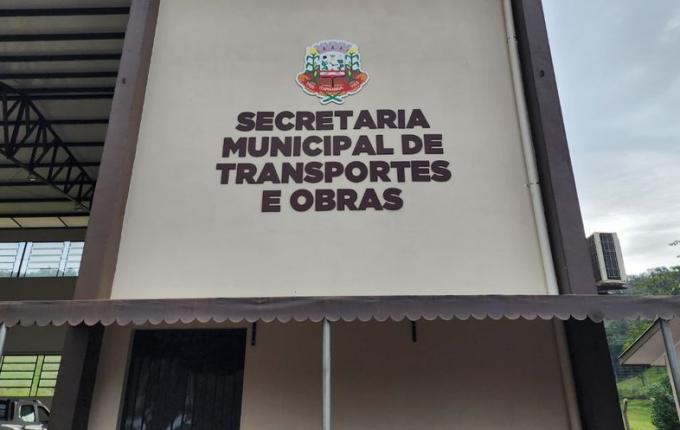 SECRETARIA
MUNICIPAL DE
TRANSPORTES
E OBRAS